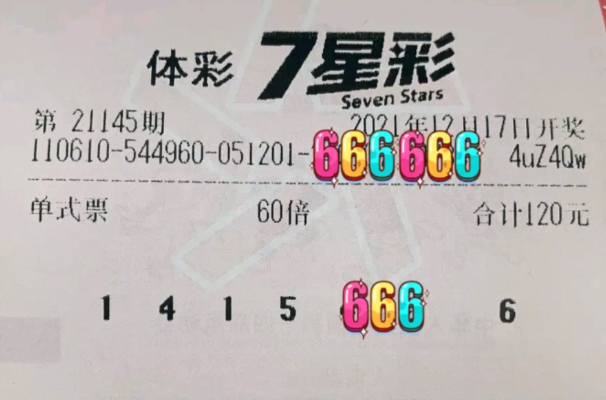 体彩 7星彩
Seven Stars
第 21145期 2021年12月17日开奖
110610-544960-051201-666666 4uZ4Qw
单式票 60倍 合计120元
1 4 1 5 666 6